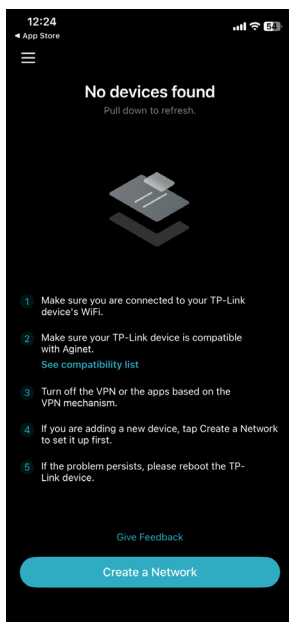 12:24
54
◀ App Store
No devices found
Pull down to refresh.
1 Make sure you are connected to your TP-Link
device's WiFi.
2 Make sure your TP-Link device is compatible
with Aginet.
See compatibility list
3 Turn off the VPN or the apps based on the
VPN mechanism.
4 If you are adding a new device, tap Create a Network
to set it up first.
5 If the problem persists, please reboot the TP-
Link device.
Give Feedback
Create a Network